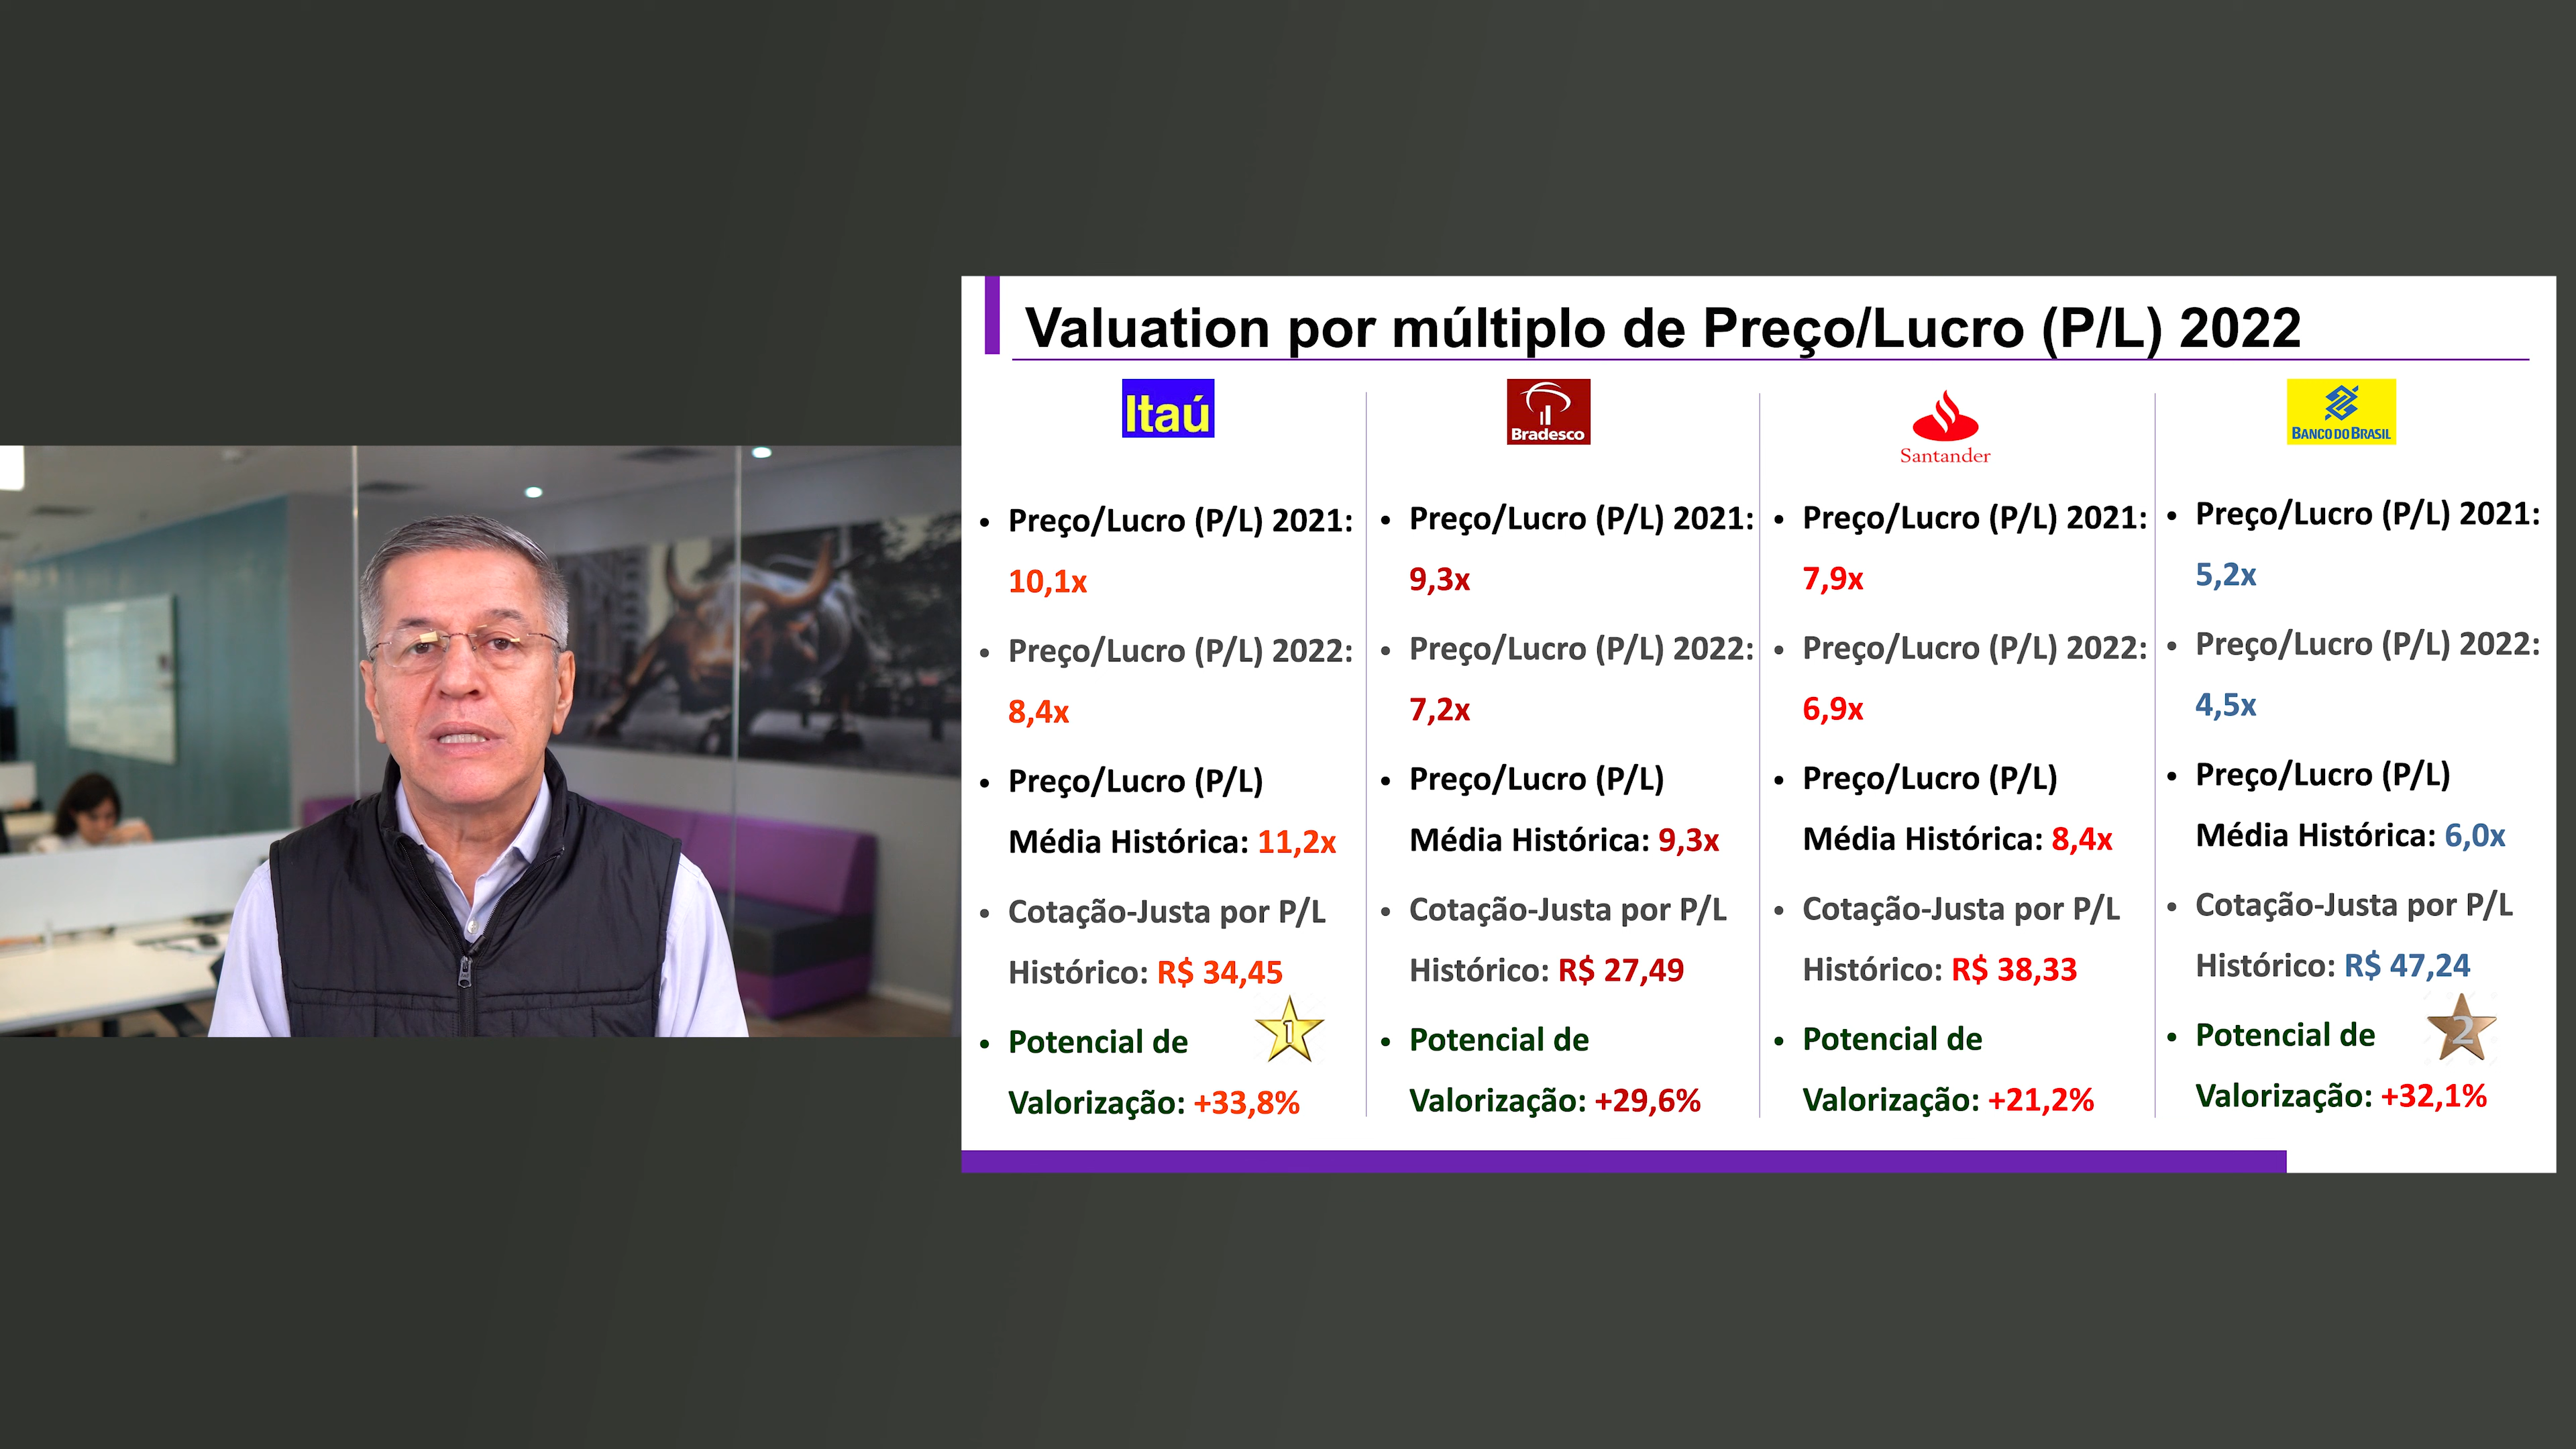 Valuation por múltiplo de Preço/Lucro (P/L) 2022
Itaú
• Preço/Lucro (P/L) 2021:
10,1x
• Preço/Lucro (P/L) 2022:
8,4x
• Preço/Lucro (P/L)
Média Histórica: 11,2x
• Cotação-Justa por P/L
Histórico: R$ 34,45
1
• Potencial de
Valorização: +33,8%
Bradesco
• Preço/Lucro (P/L) 2021:
9,3x
• Preço/Lucro (P/L) 2022:
7,2x
• Preço/Lucro (P/L)
Média Histórica: 9,3x
• Cotação-Justa por P/L
Histórico: R$ 27,49
• Potencial de
Valorização: +29,6%
Santander
• Preço/Lucro (P/L) 2021:
7,9x
• Preço/Lucro (P/L) 2022:
6,9x
• Preço/Lucro (P/L)
Média Histórica: 8,4x
• Cotação-Justa por P/L
Histórico: R$ 38,33
• Potencial de
Valorização: +21,2%
BANCO DO BRASIL
• Preço/Lucro (P/L) 2021:
5,2x
• Preço/Lucro (P/L) 2022:
4,5x
• Preço/Lucro (P/L)
Média Histórica: 6,0x
• Cotação-Justa por P/L
Histórico: R$ 47,24
2
• Potencial de
Valorização: +32,1%